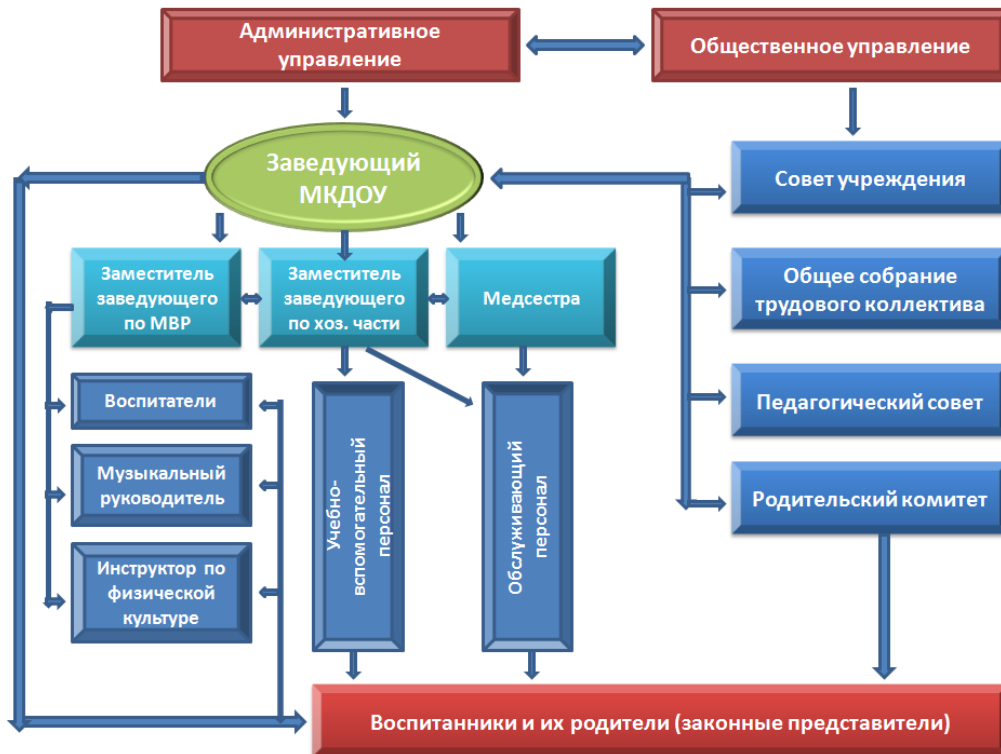 Административное
управление
Общественное управление
Заведующий
МКДОУ
Совет учреждения
Заместитель
заведующего
по МВР
Заместитель
заведующего
по хоз. части
Медсестра
Общее собрание
трудового коллектива
Воспитатели
Педагогический совет
Музыкальный
руководитель
Родительский комитет
Инструктор по
физической
культуре
Учебно-
вспомогательный
персонал
Обслуживающий
персонал
Воспитанники и их родители (законные представители)